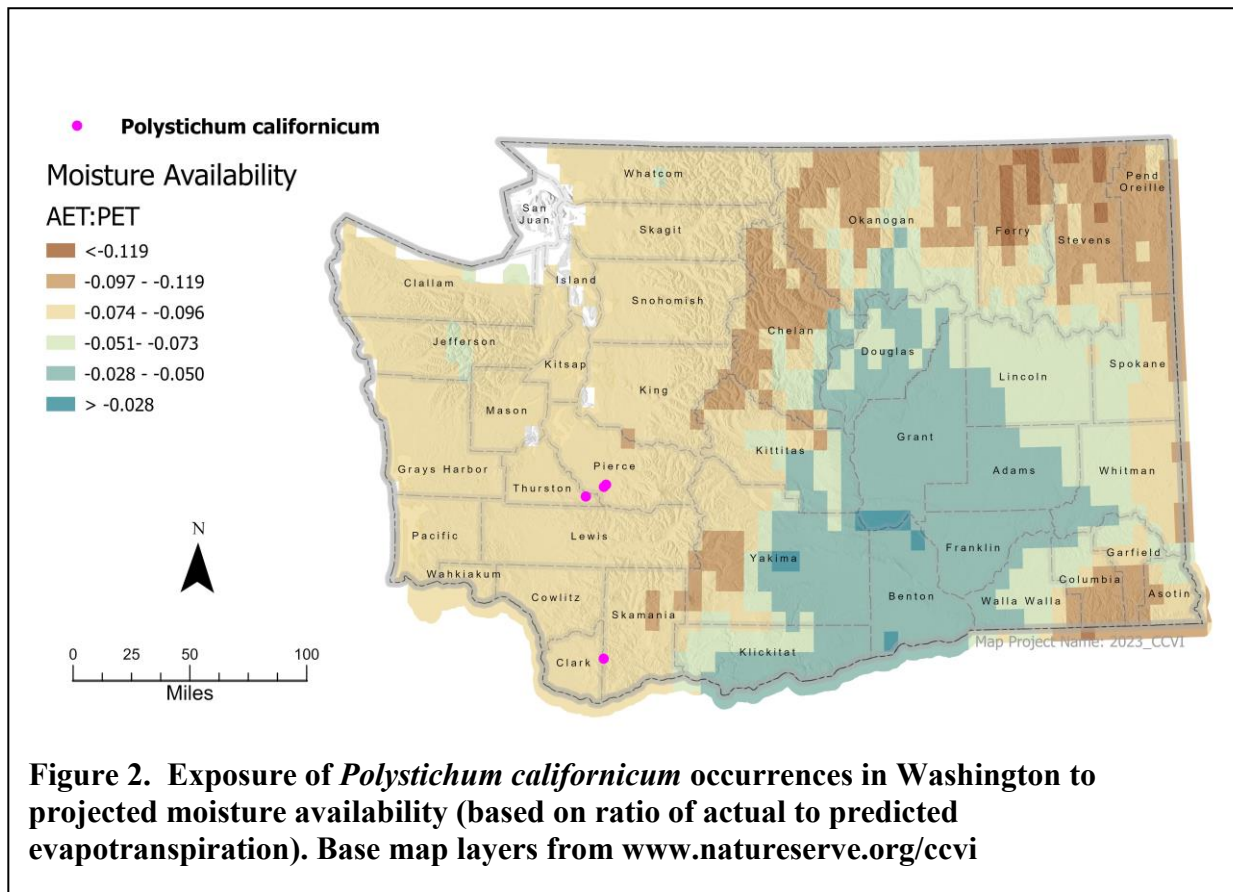 Polystichum californicum
Moisture Availability
AET:PET
<-0.119
-0.097 - -0.119
-0.074 - -0.096
-0.051- -0.073
-0.028 - -0.050
> -0.028
N
0 25 50 100
Miles
Whatcom
San
Juan
Skagit
Island
Clallam
Snohomish
Jefferson
Kitsap
King
Mason
Grays Harbor
Thurston
Pierce
Pacific
Lewis
Wahkiakum
Cowlitz
Skamania
Clark
Okanogan
Ferry
Stevens
Pend
Oreille
Chelan
Douglas
Lincoln
Spokane
Kittitas
Grant
Adams
Whitman
Yakima
Franklin
Garfield
Columbia
Asotin
Benton
Walla Walla
Klickitat
Map Project Name: 2023_CCVI
Figure 2. Exposure of Polystichum californicum occurrences in Washington to
projected moisture availability (based on ratio of actual to predicted
evapotranspiration). Base map layers from www.natureserve.org/ccvi